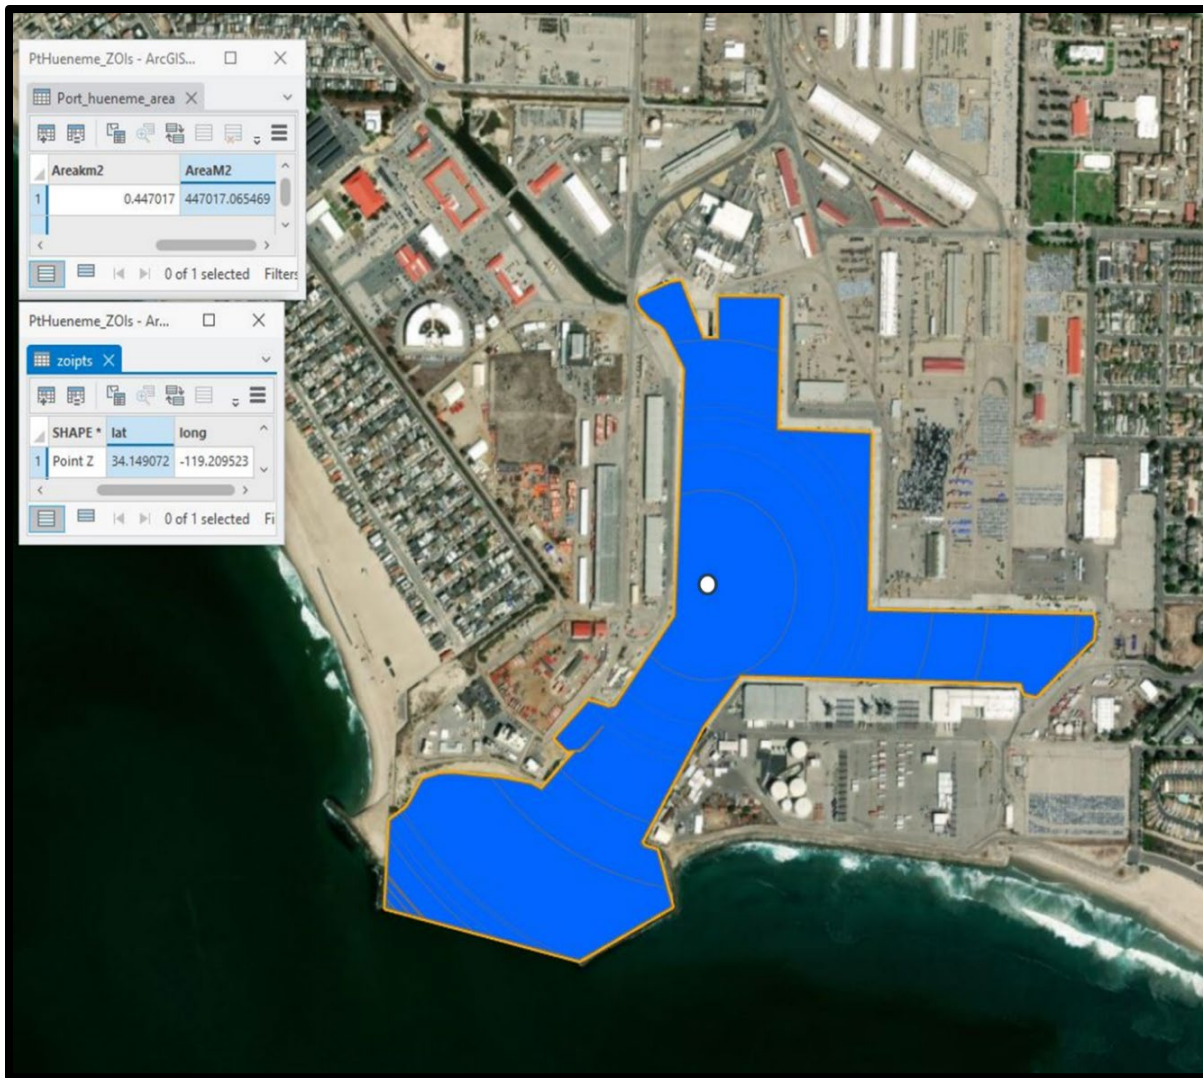 PtHueneme_ZOIs - ArcGIS...
Port_hueneme_area
Areakm2 AreaM2
1 0.447017 447017.065469
0 of 1 selected Filters
PtHueneme_ZOIs - Ar...
zoipts
SHAPE * lat long
1 Point Z 34.149072 -119.209523
0 of 1 selected Fi